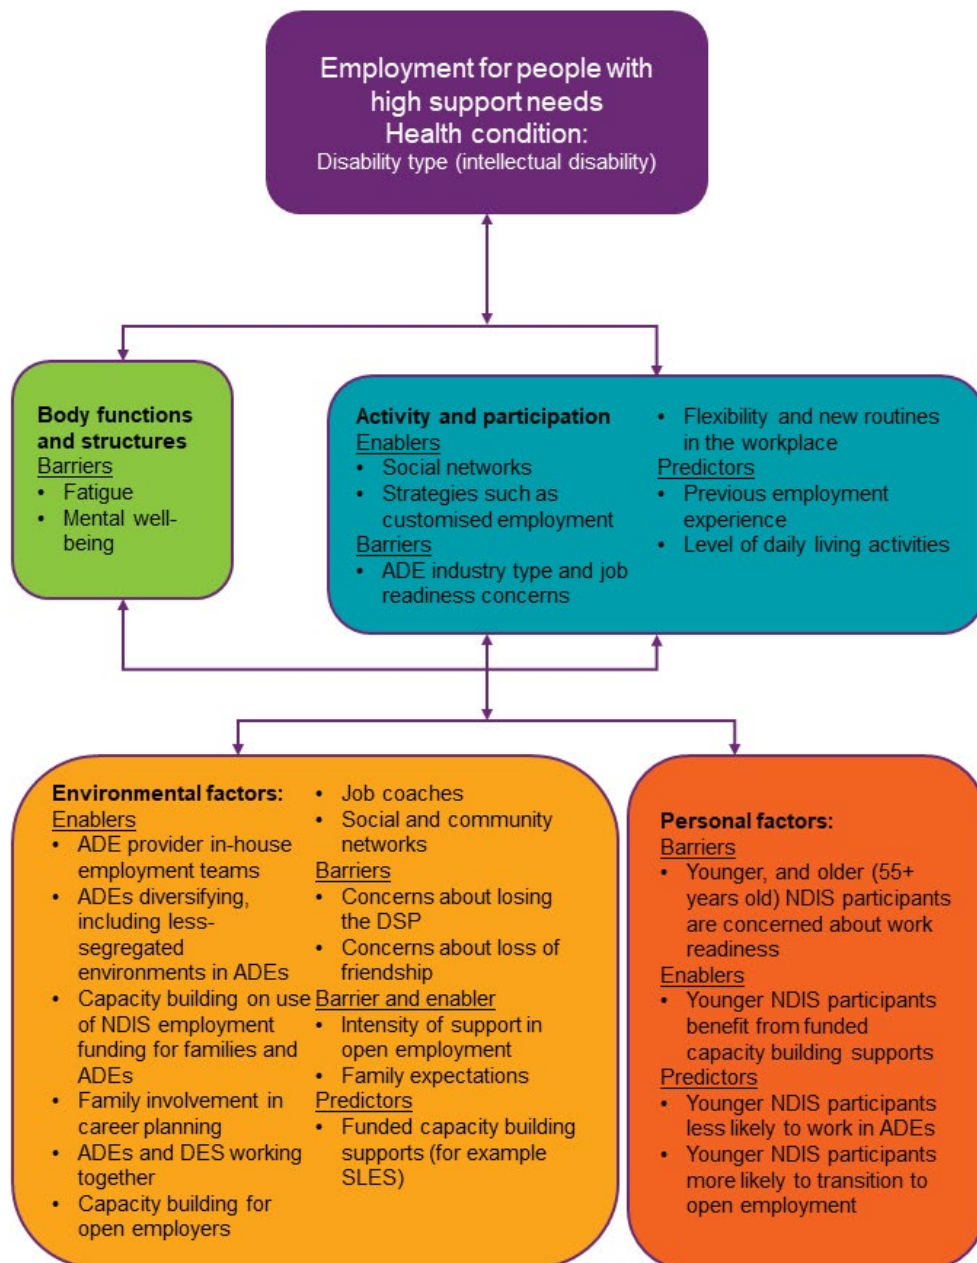 Employment for people with
high support needs
Health condition:
Disability type (intellectual disability)
Body functions
and structures
Barriers
• Fatigue
• Mental well-
being
Activity and participation
Enablers
• Social networks
• Strategies such as
customised employment
Barriers
• ADE industry type and job
readiness concerns
• Flexibility and new routines
in the workplace
Predictors
• Previous employment
experience
• Level of daily living activities
Environmental factors:
Enablers
• ADE provider in-house
employment teams
• ADEs diversifying,
including less-
segregated
environments in ADEs
• Capacity building on use
of NDIS employment
funding for families and
ADEs
• Family involvement in
career planning
• ADEs and DES working
together
• Capacity building for
open employers
• Job coaches
• Social and community
networks
Barriers
• Concerns about losing
the DSP
• Concerns about loss of
friendship
Barrier and enabler
• Intensity of support in
open employment
• Family expectations
Predictors
• Funded capacity building
supports (for example
SLES)
Personal factors:
Barriers
• Younger, and older (55+
years old) NDIS participants
are concerned about work
readiness
Enablers
• Younger NDIS participants
benefit from funded
capacity building supports
Predictors
• Younger NDIS participants
less likely to work in ADEs
• Younger NDIS participants
more likely to transition to
open employment